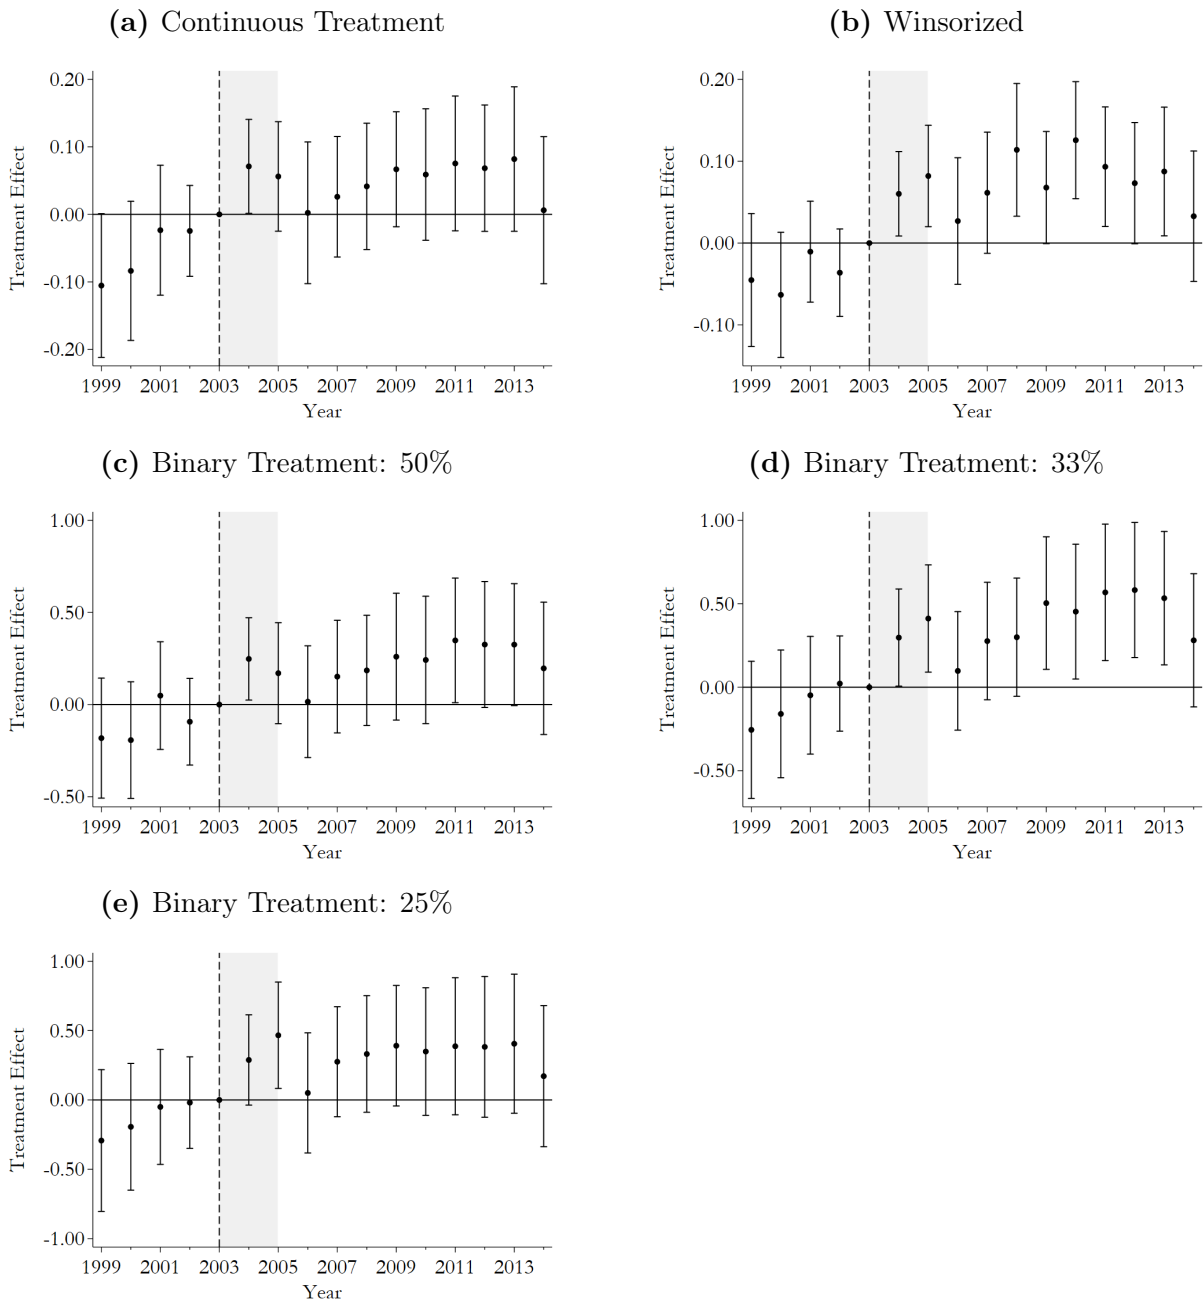 (a) Continuous Treatment
0.20
0.10
0.00
-0.10
-0.20
Treatment Effect
1999 2001 2003 2005 2007 2009 2011 2013
Year
(b) Winsorized
0.20
0.10
0.00
-0.10
Treatment Effect
1999 2001 2003 2005 2007 2009 2011 2013
Year
(c) Binary Treatment: 50%
1.00
0.50
0.00
-0.50
Treatment Effect
1999 2001 2003 2005 2007 2009 2011 2013
Year
(d) Binary Treatment: 33%
1.00
0.50
0.00
-0.50
Treatment Effect
1999 2001 2003 2005 2007 2009 2011 2013
Year
(e) Binary Treatment: 25%
1.00
0.50
0.00
-0.50
-1.00
Treatment Effect
1999 2001 2003 2005 2007 2009 2011 2013
Year